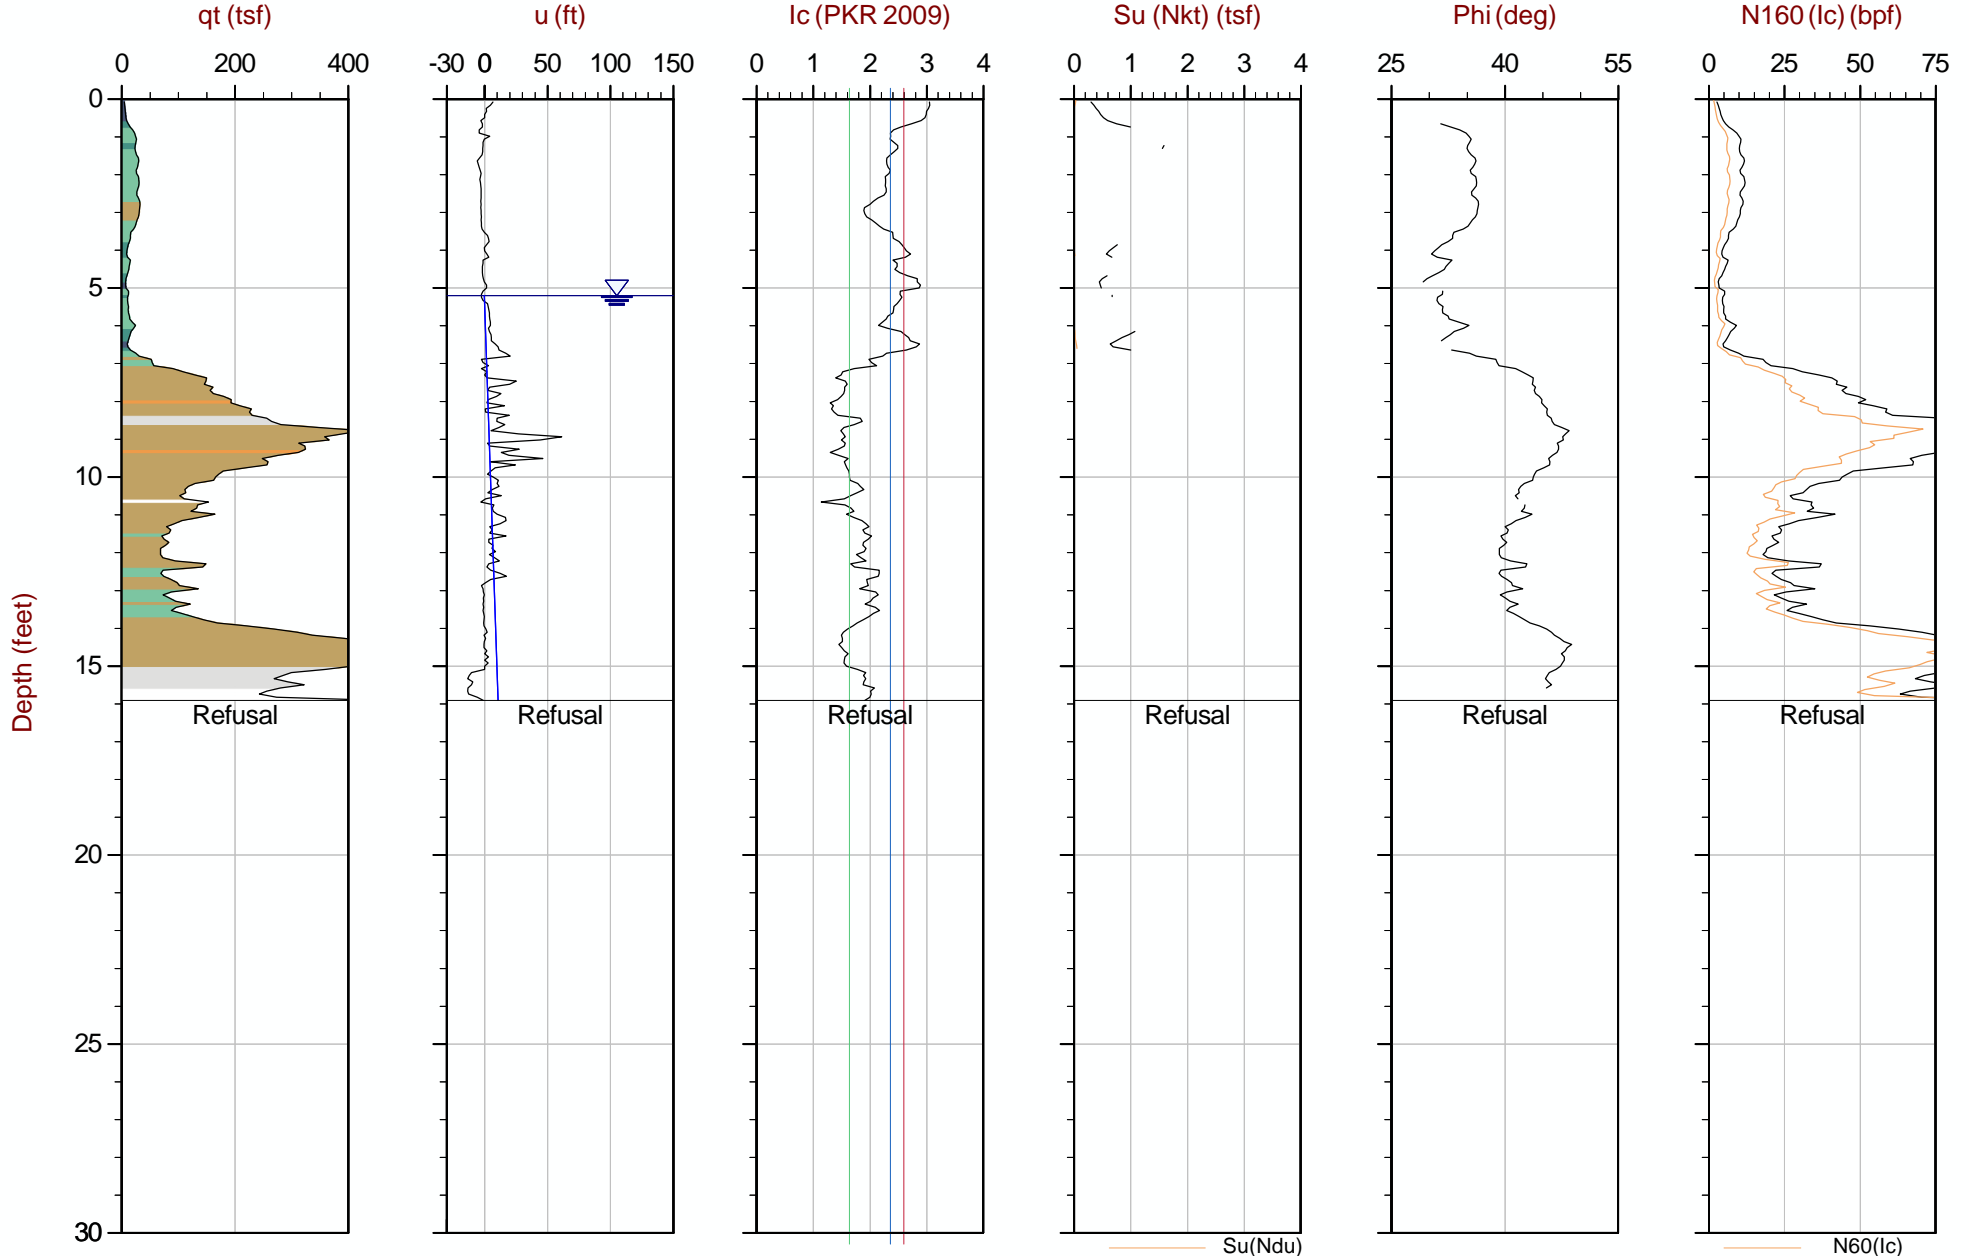 qt (tsf) u (ft) Ic (PKR 2009) Su (Nkt) (tsf) Phi (deg) N160 (Ic) (bpf)
0 200 400 -30 0 50 100 150 0 1 2 3 4 0 1 2 3 4 25 40 55 0 25 50 75
0
5
10
15
Refusal Refusal Refusal Refusal Refusal Refusal
20
25
30
Depth (feet)
Su(Ndu) N60(Ic)